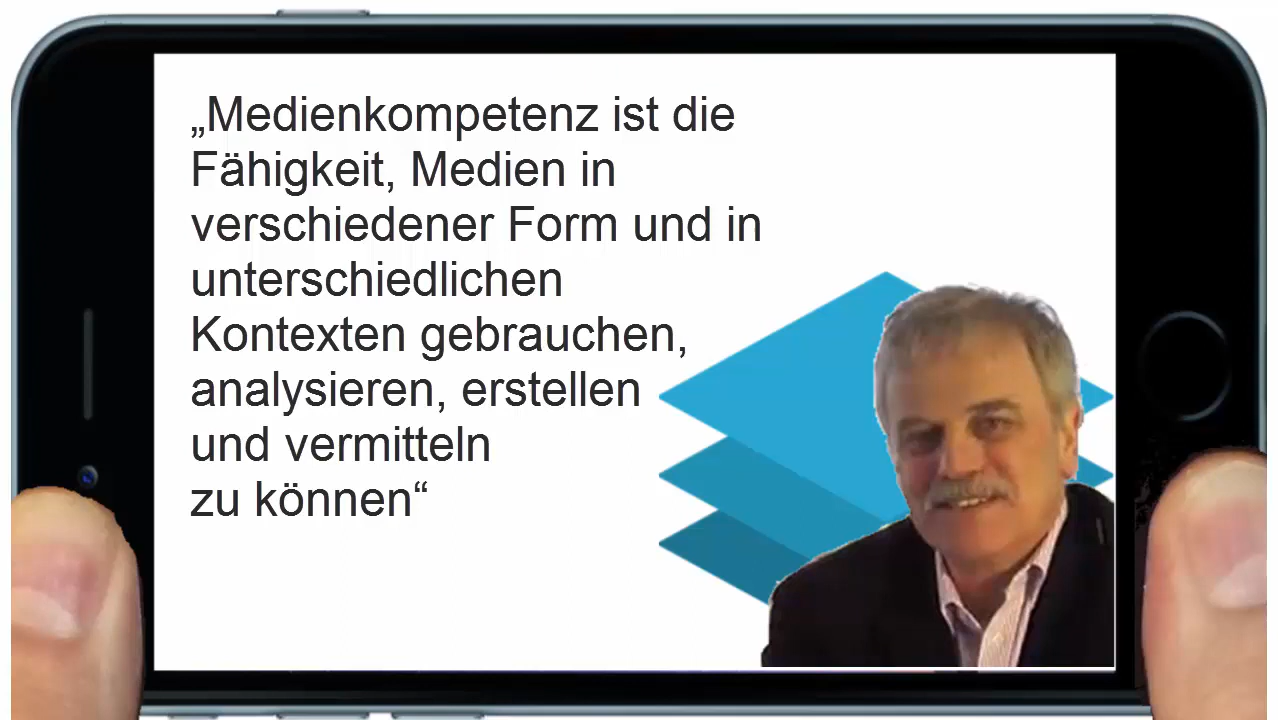 „Medienkompetenz ist die
Fähigkeit, Medien in
verschiedener Form und in
unterschiedlichen
Kontexten gebrauchen,
analysieren, erstellen
und vermitteln
zu können“